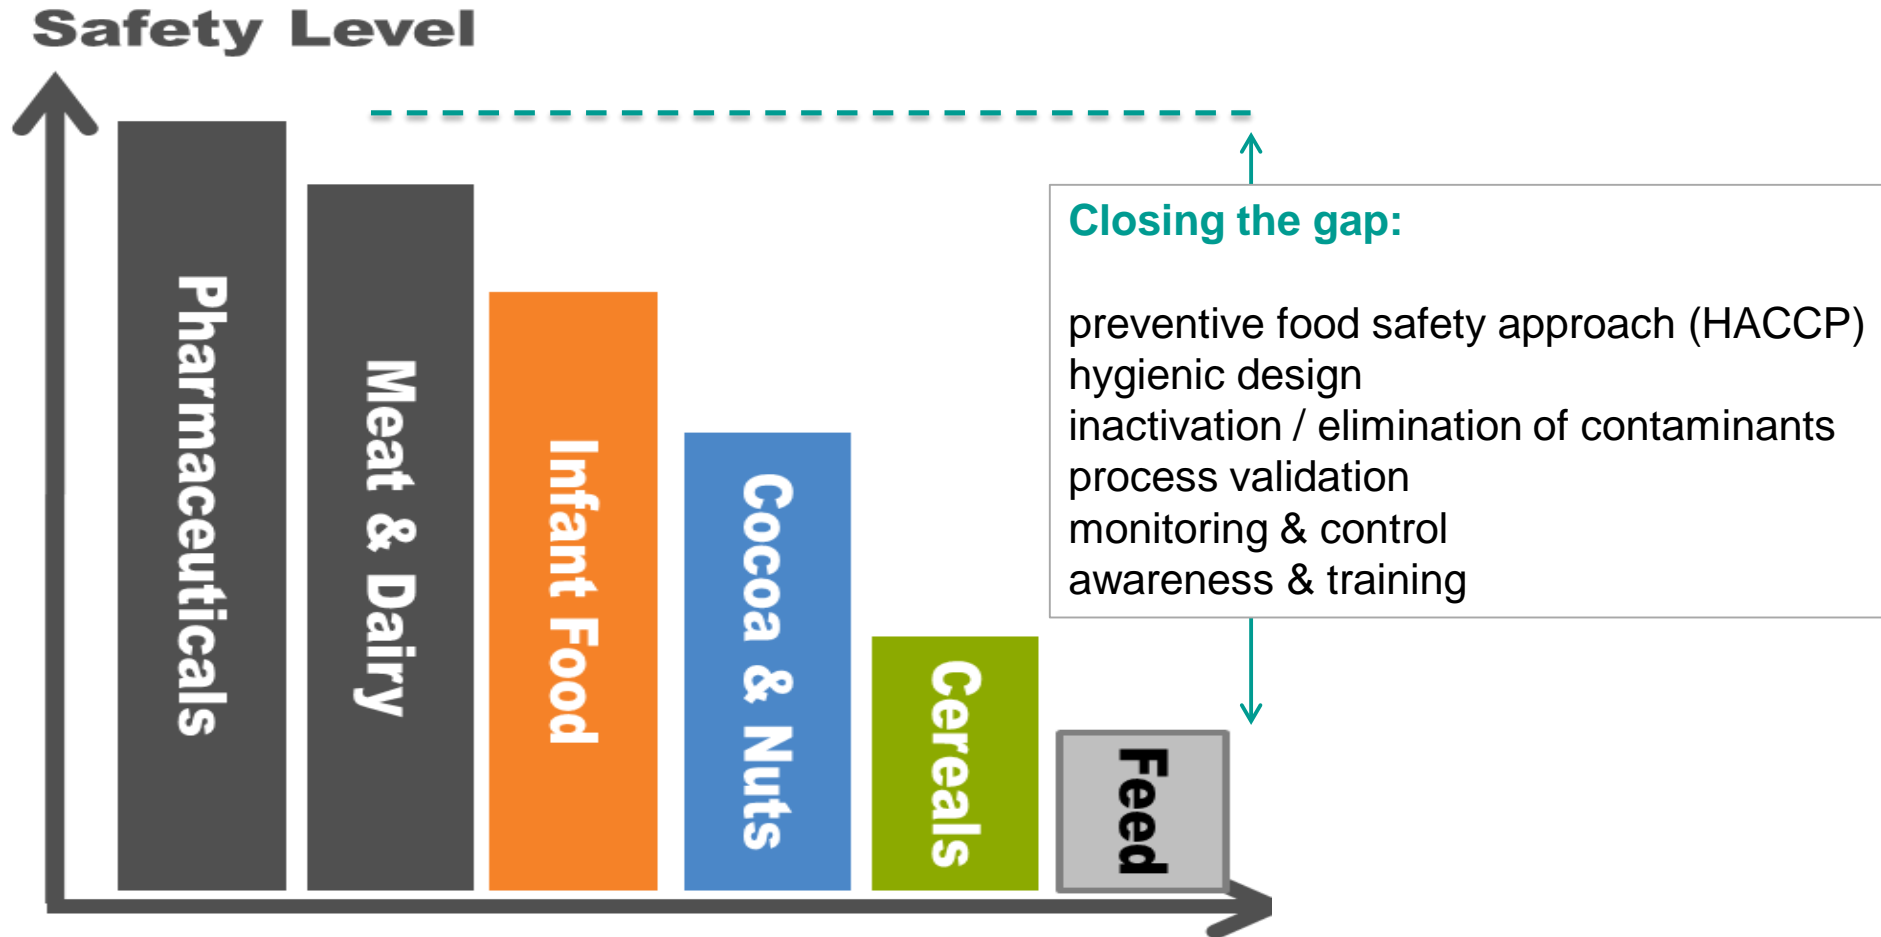 Safety Level
Pharmaceuticals
Meat & Dairy
Infant Food
Cocoa & Nuts
Cereals
Feed
Closing the gap:
preventive food safety approach (HACCP)
hygienic design
inactivation / elimination of contaminants
process validation
monitoring & control
awareness & training